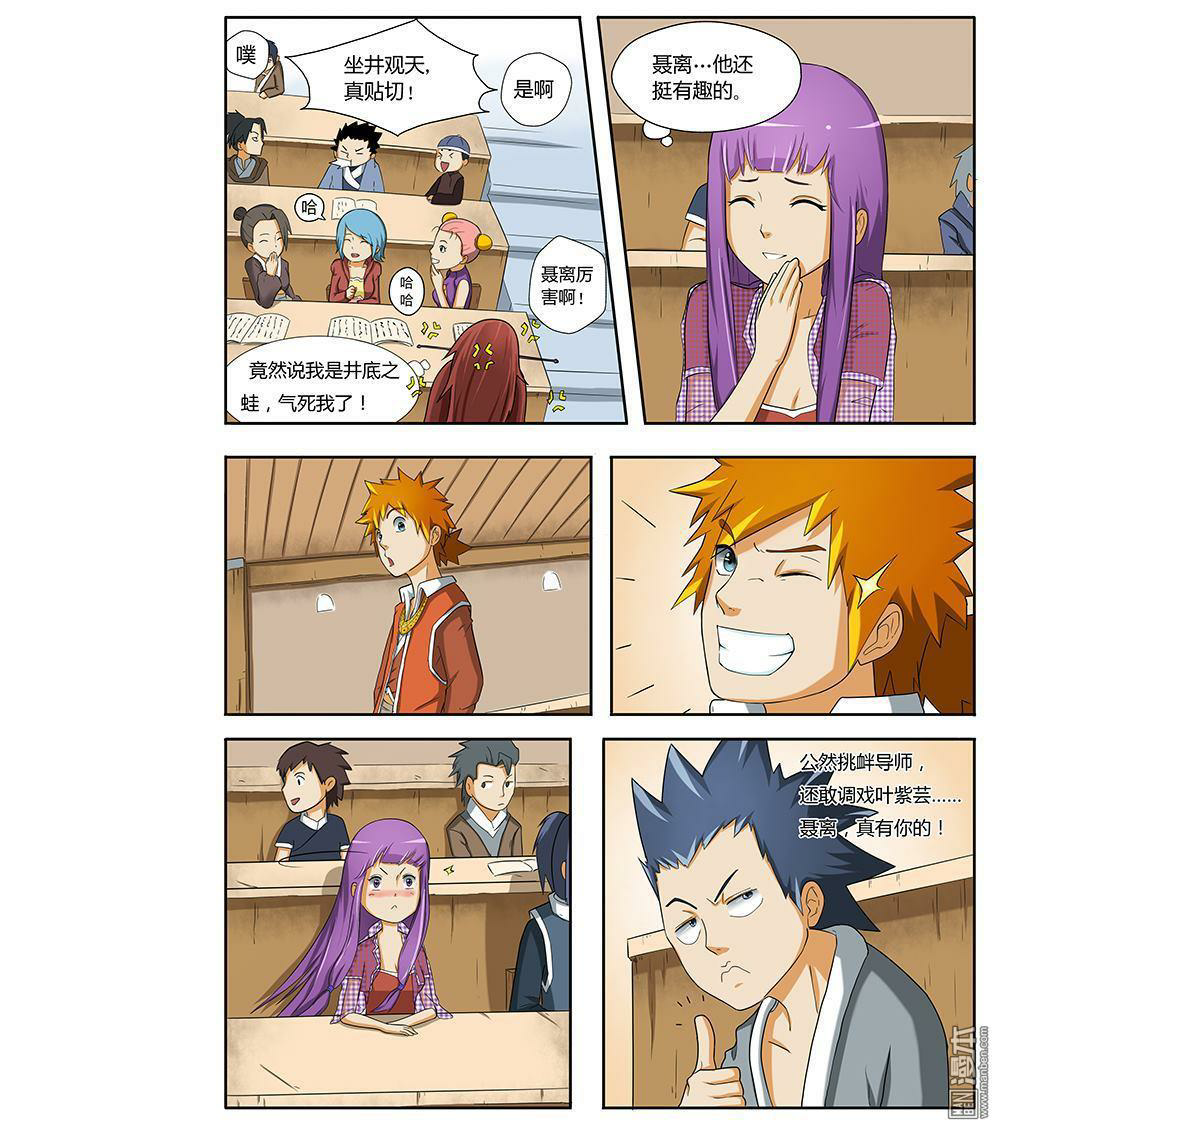 噗
坐井观天,
真贴切！
是啊
哈
哈
哈
聂离厉
害啊！
竟然说我是井底之
蛙，气死我了！
聂离…他还
挺有趣的。
公然挑衅导师，
还敢调戏叶紫芸……
聂离，真有你的！
漫本
MAN
BEN
www.manben.com